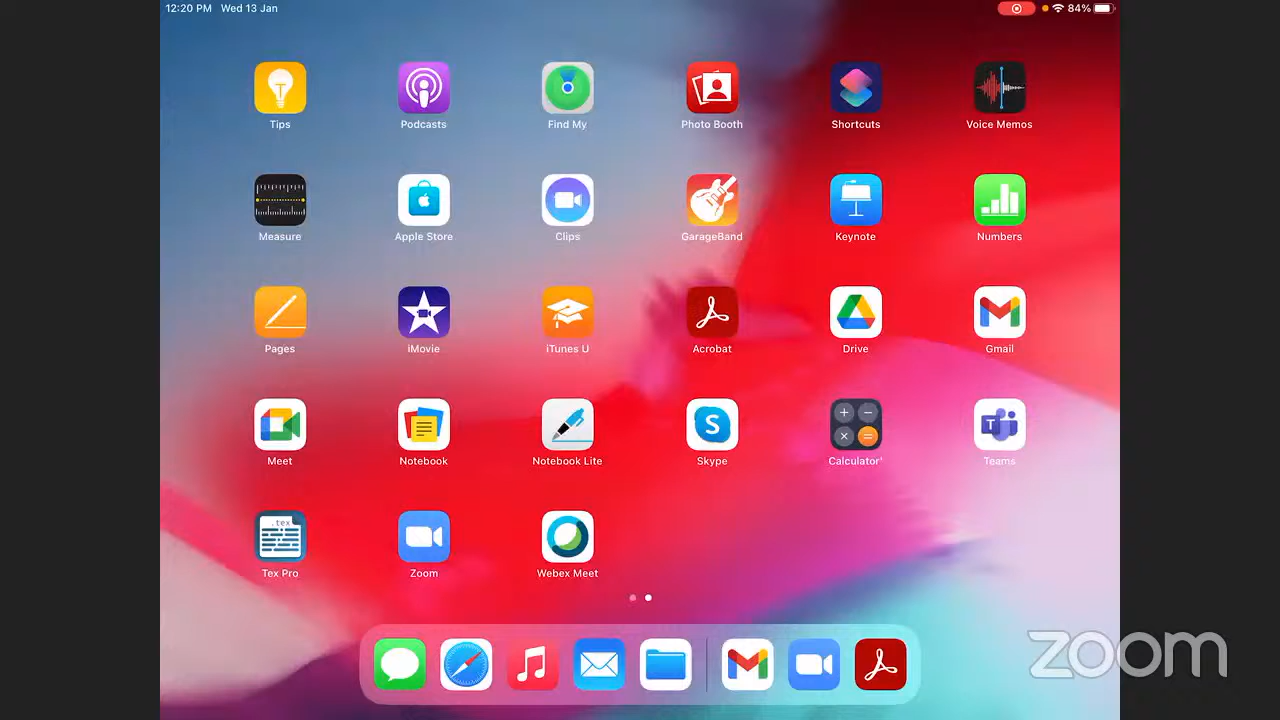 12:20 PM Wed 13 Jan 84%
Tips Podcasts Find My Photo Booth Shortcuts Voice Memos
Measure Apple Store Clips GarageBand Keynote Numbers
Pages iMovie iTunes U Acrobat Drive Gmail
Meet Notebook Notebook Lite Skype Calculator' Teams
.tex
Tex Pro Zoom Webex Meet
zoom